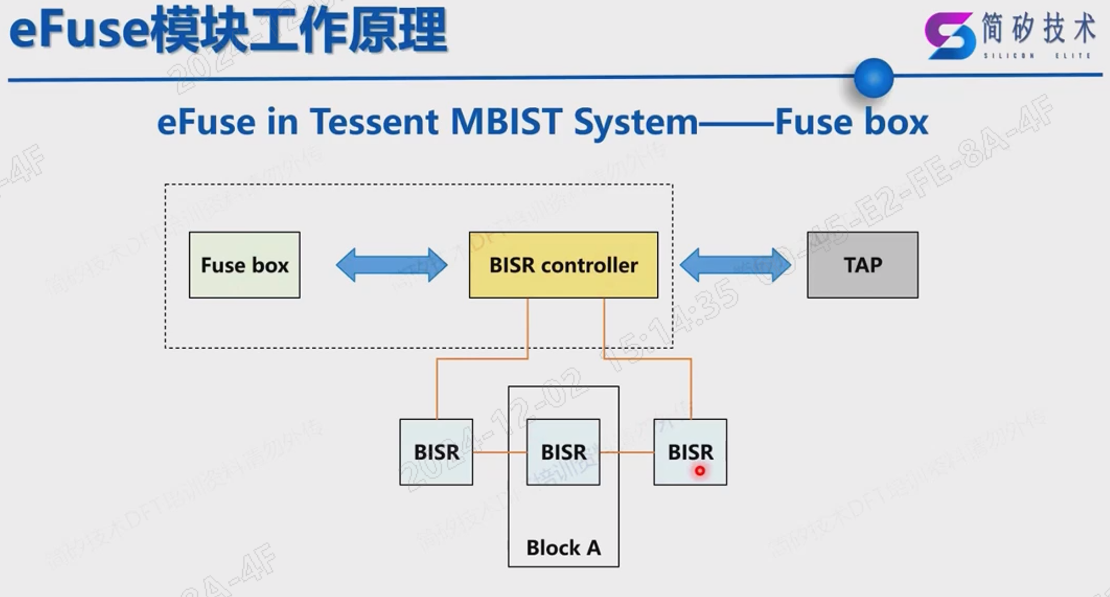 eFuse模块工作原理
简矽技术
SILICON ELITE
eFuse in Tessent MBIST System——Fuse box
Fuse box
BISR controller
TAP
BISR
BISR
BISR
Block A
2024-12-02 15:14:35 00-45-E2-FE-8A-4F
简矽技术DFT培训资料请勿外传